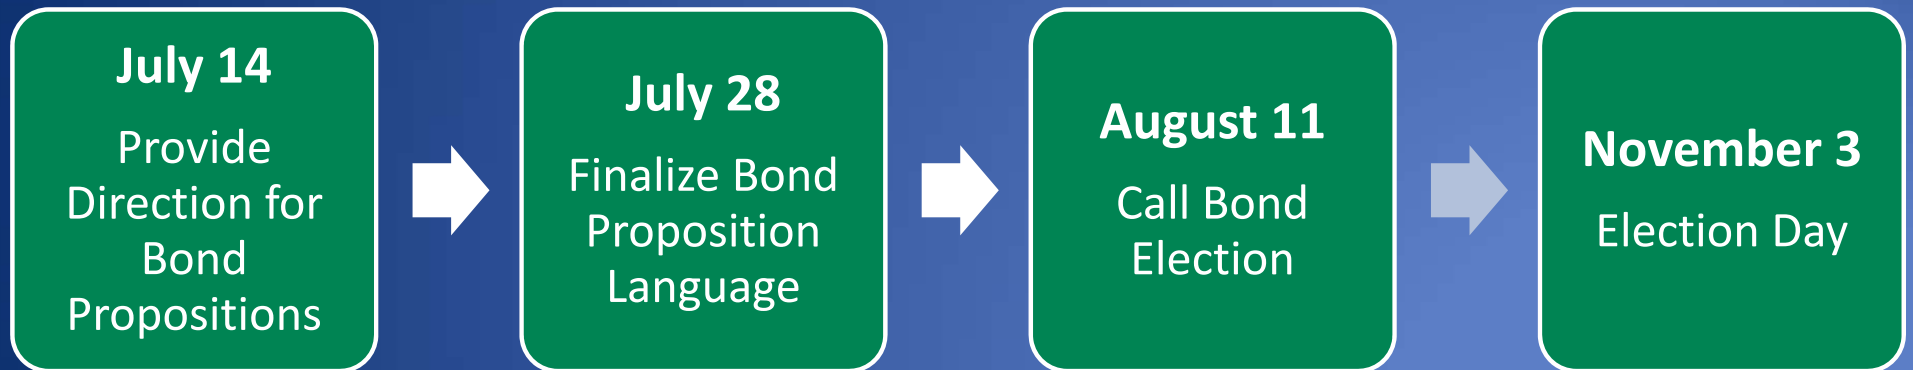 July 14
Provide
Direction for
Bond
Propositions
July 28
Finalize Bond
Proposition
Language
August 11
Call Bond
Election
November 3
Election Day